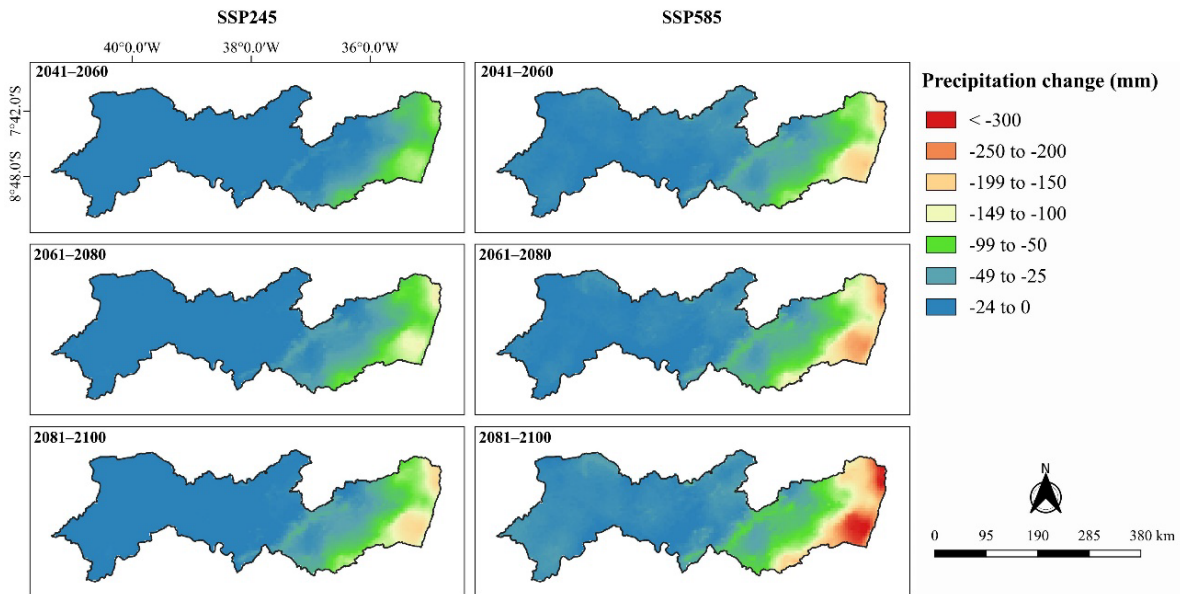 SSP245
SSP585
40°0.0'W 38°0.0'W 36°0.0'W
2041–2060
2041–2060
7°42.0'S
8°48.0'S
2061–2080
2061–2080
2081–2100
2081–2100
Precipitation change (mm)
< -300
-250 to -200
-199 to -150
-149 to -100
-99 to -50
-49 to -25
-24 to 0
N
0 95 190 285 380 km